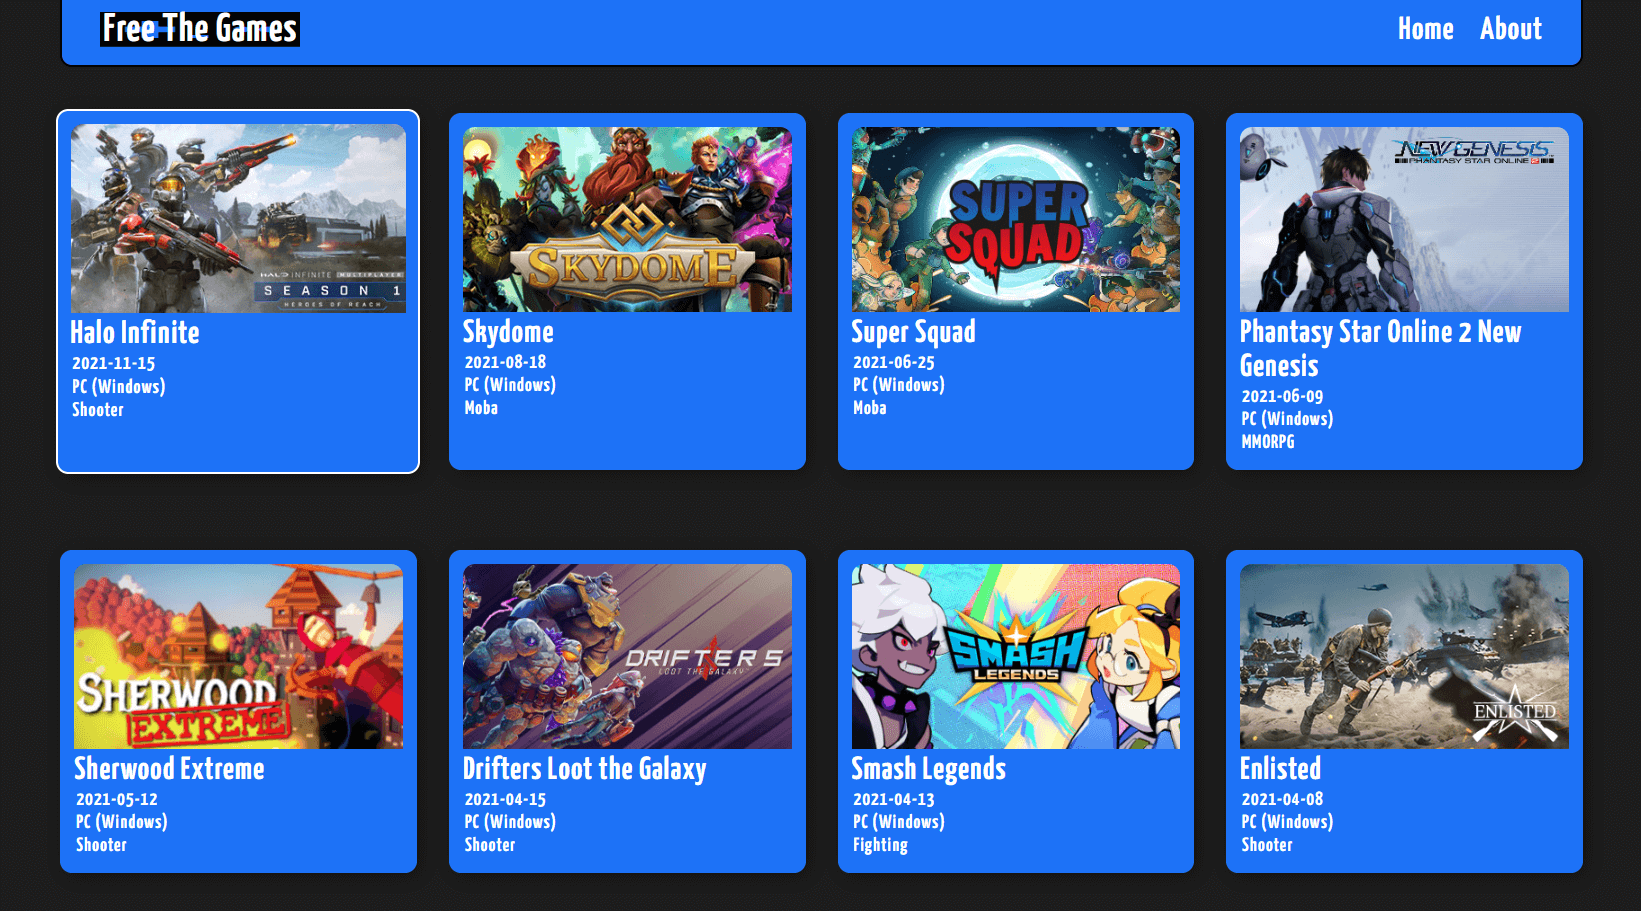 Free The Games
Home
About
HALO INFINITE MULTIPLAYER
SEASON 1
HEROES OF REACH
Halo Infinite
2021-11-15
PC (Windows)
Shooter
SKYDOME
Skydome
2021-08-18
PC (Windows)
Moba
SUPER
SQUAD
Super Squad
2021-06-25
PC (Windows)
Moba
NEW GENESIS
PHANTASY STAR ONLINE 2
Phantasy Star Online 2 New
Genesis
2021-06-09
PC (Windows)
MMORPG
SHERWOOD
EXTREME
Sherwood Extreme
2021-05-12
PC (Windows)
Shooter
DRIFTERS
LOOT THE GALAXY
Drifters Loot the Galaxy
2021-04-15
PC (Windows)
Shooter
SMASH
LEGENDS
Smash Legends
2021-04-13
PC (Windows)
Fighting
ENLISTED
Enlisted
2021-04-08
PC (Windows)
Shooter